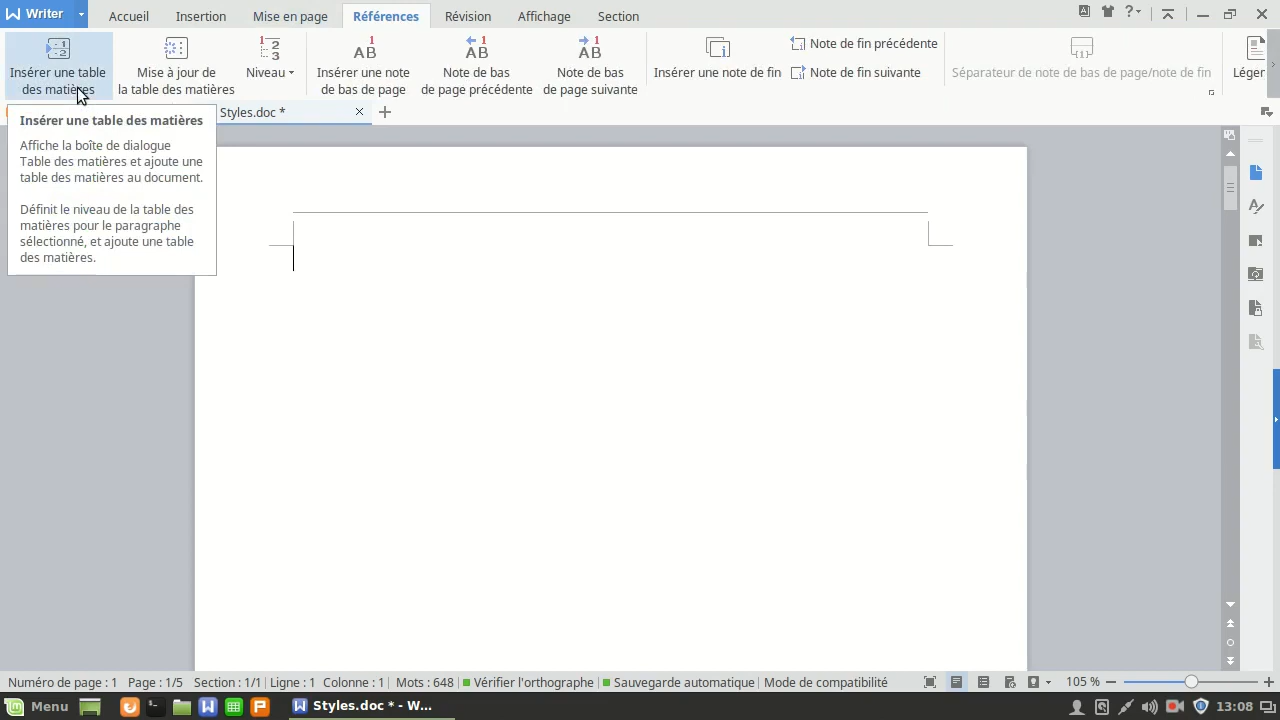 Writer
Accueil Insertion Mise en page Références Révision Affichage Section
Insérer une table des matières
Mise à jour de la table des matières
Niveau
Insérer une note de bas de page
Note de bas de page précédente
Note de bas de page suivante
Insérer une note de fin
Note de fin précédente
Note de fin suivante
Séparateur de note de bas de page/note de fin
Léger
Styles.doc *
Insérer une table des matières
Affiche la boîte de dialogue
Table des matières et ajoute une
table des matières au document.
Définit le niveau de la table des
matières pour le paragraphe
sélectionné, et ajoute une table
des matières.
Numéro de page : 1 Page : 1/5 Section : 1/1 Ligne : 1 Colonne : 1 Mots : 648 Vérifier l'orthographe Sauvegarde automatique Mode de compatibilité 105 %
Menu Styles.doc * - W... 13:08